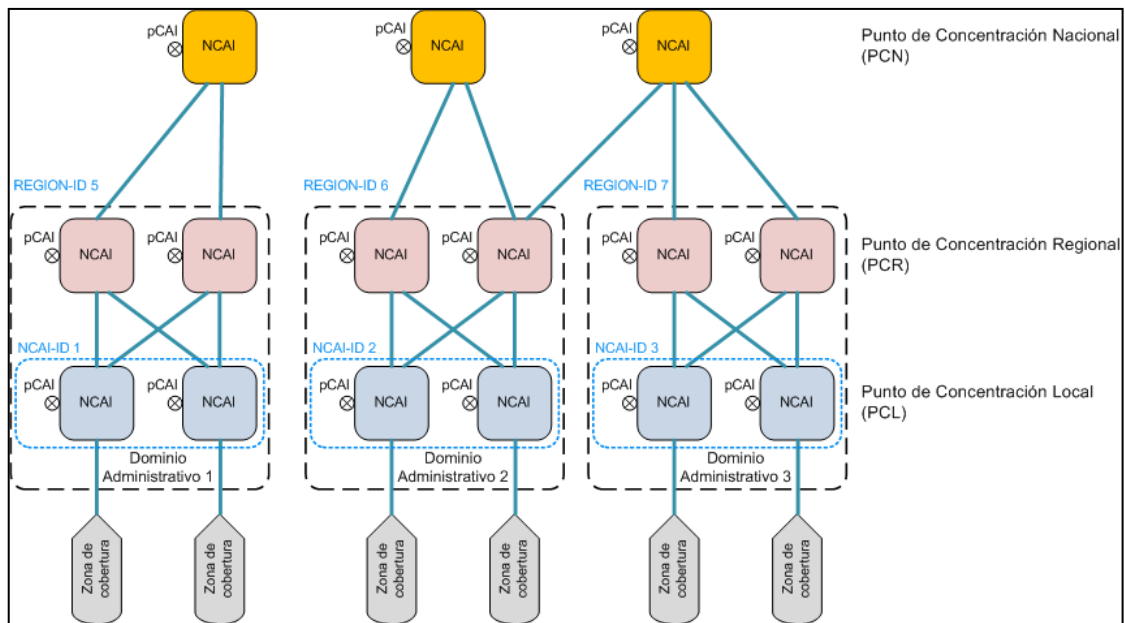 pCAI
NCAI
pCAI
NCAI
pCAI
NCAI
Punto de Concentración Nacional
(PCN)
REGION-ID 5
REGION-ID 6
REGION-ID 7
pCAI
NCAI
pCAI
NCAI
pCAI
NCAI
pCAI
NCAI
pCAI
NCAI
pCAI
NCAI
Punto de Concentración Regional
(PCR)
NCAI-ID 1
NCAI-ID 2
NCAI-ID 3
pCAI
NCAI
pCAI
NCAI
pCAI
NCAI
pCAI
NCAI
pCAI
NCAI
pCAI
NCAI
Punto de Concentración Local
(PCL)
Dominio
Administrativo 1
Dominio
Administrativo 2
Dominio
Administrativo 3
Zona de
cobertura
Zona de
cobertura
Zona de
cobertura
Zona de
cobertura
Zona de
cobertura
Zona de
cobertura